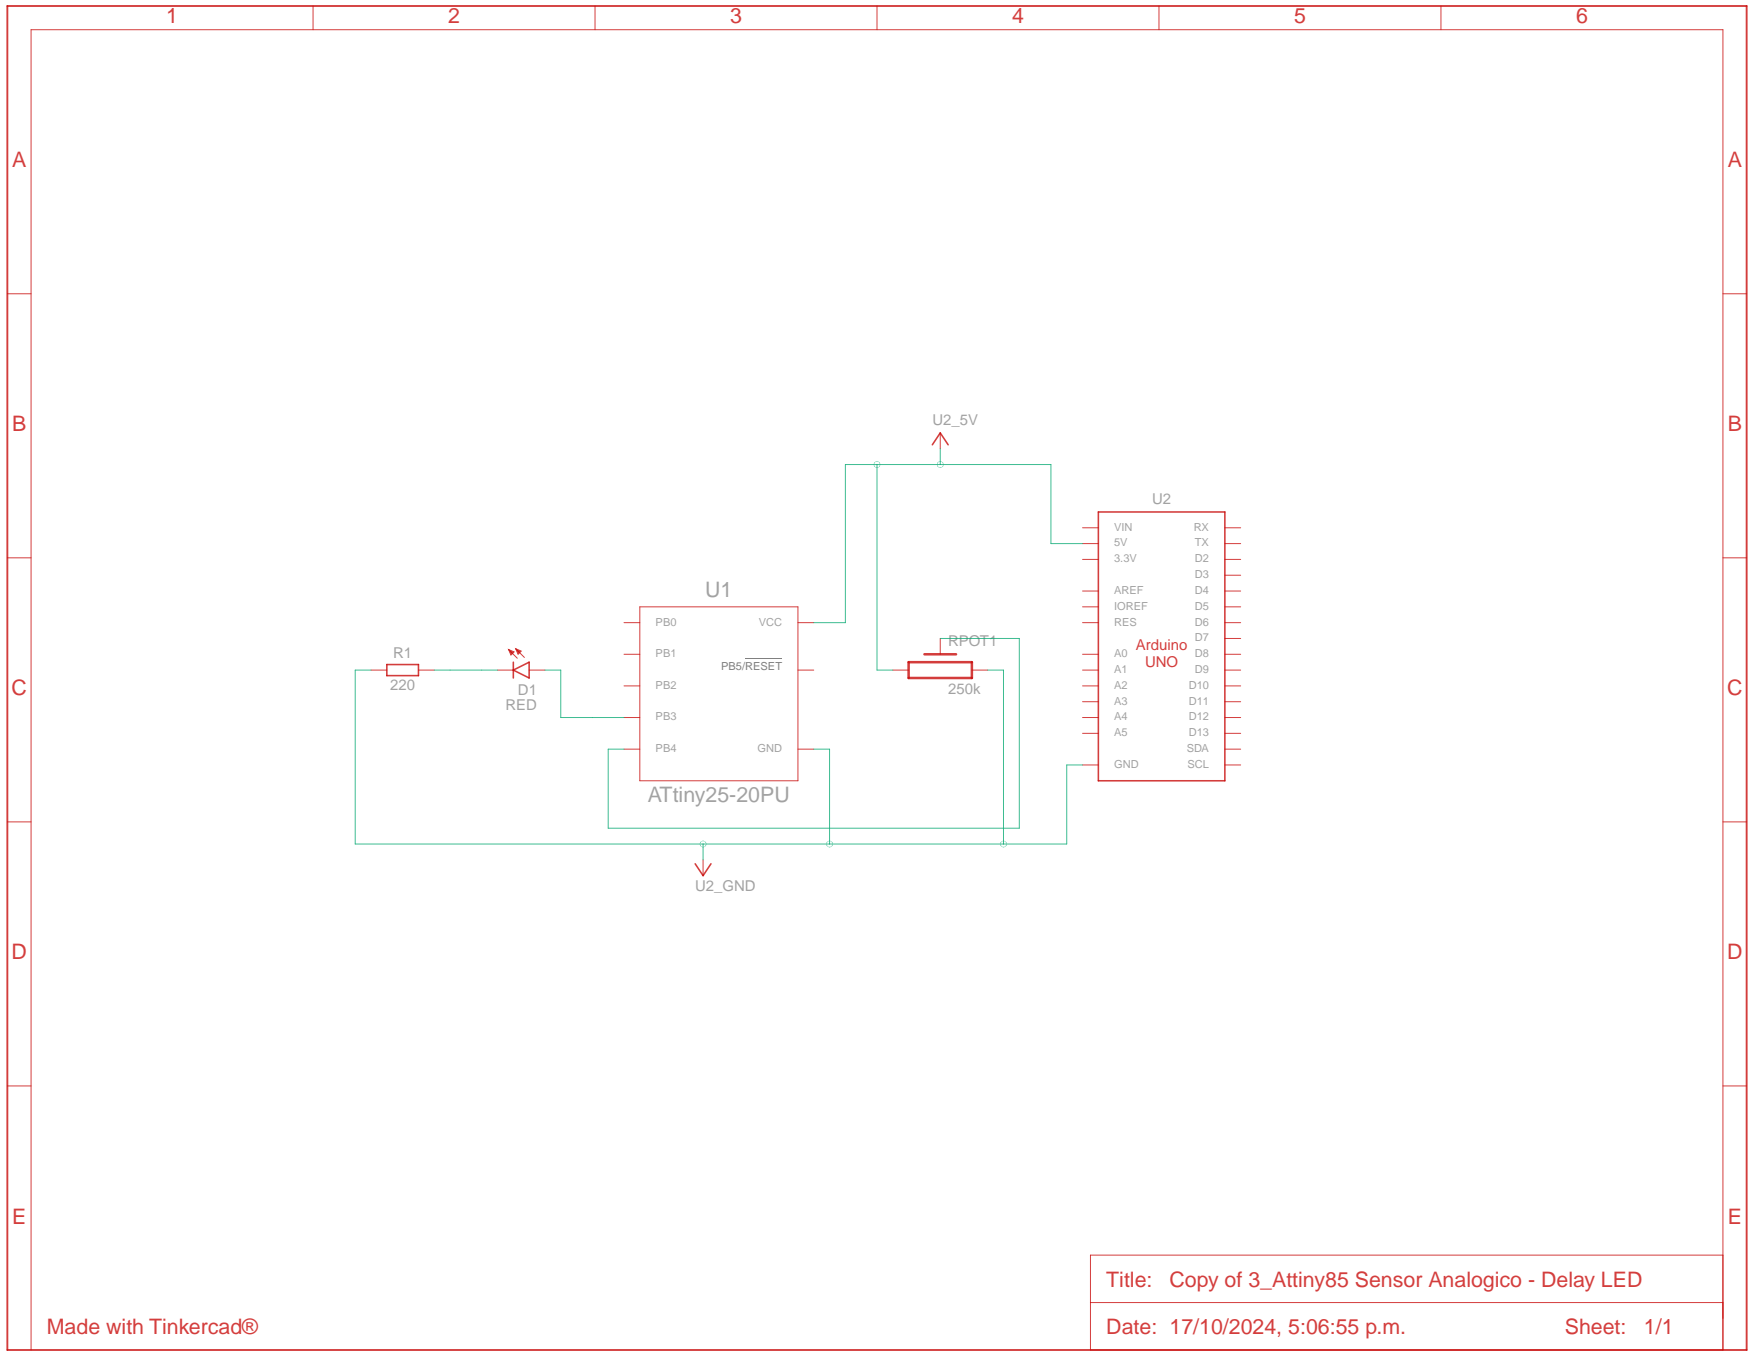 1 2 3 4 5 6
A A
B B
C C
D D
E E
U2_5V
U2
VIN RX
5V TX
3.3V D2
D3
AREF D4
IOREF D5
RES D6
D7
A0 D8
A1 D9
A2 D10
A3 D11
A4 D12
A5 D13
SDA
GND SCL
Arduino
UNO
U1
PB0 VCC
PB1
PB5/RESET
PB2
PB3
PB4 GND
ATtiny25-20PU
RPOT1
250k
R1
220
D1
RED
U2_GND
Title: Copy of 3_Attiny85 Sensor Analogico - Delay LED
Date: 17/10/2024, 5:06:55 p.m. Sheet: 1/1
Made with Tinkercad®